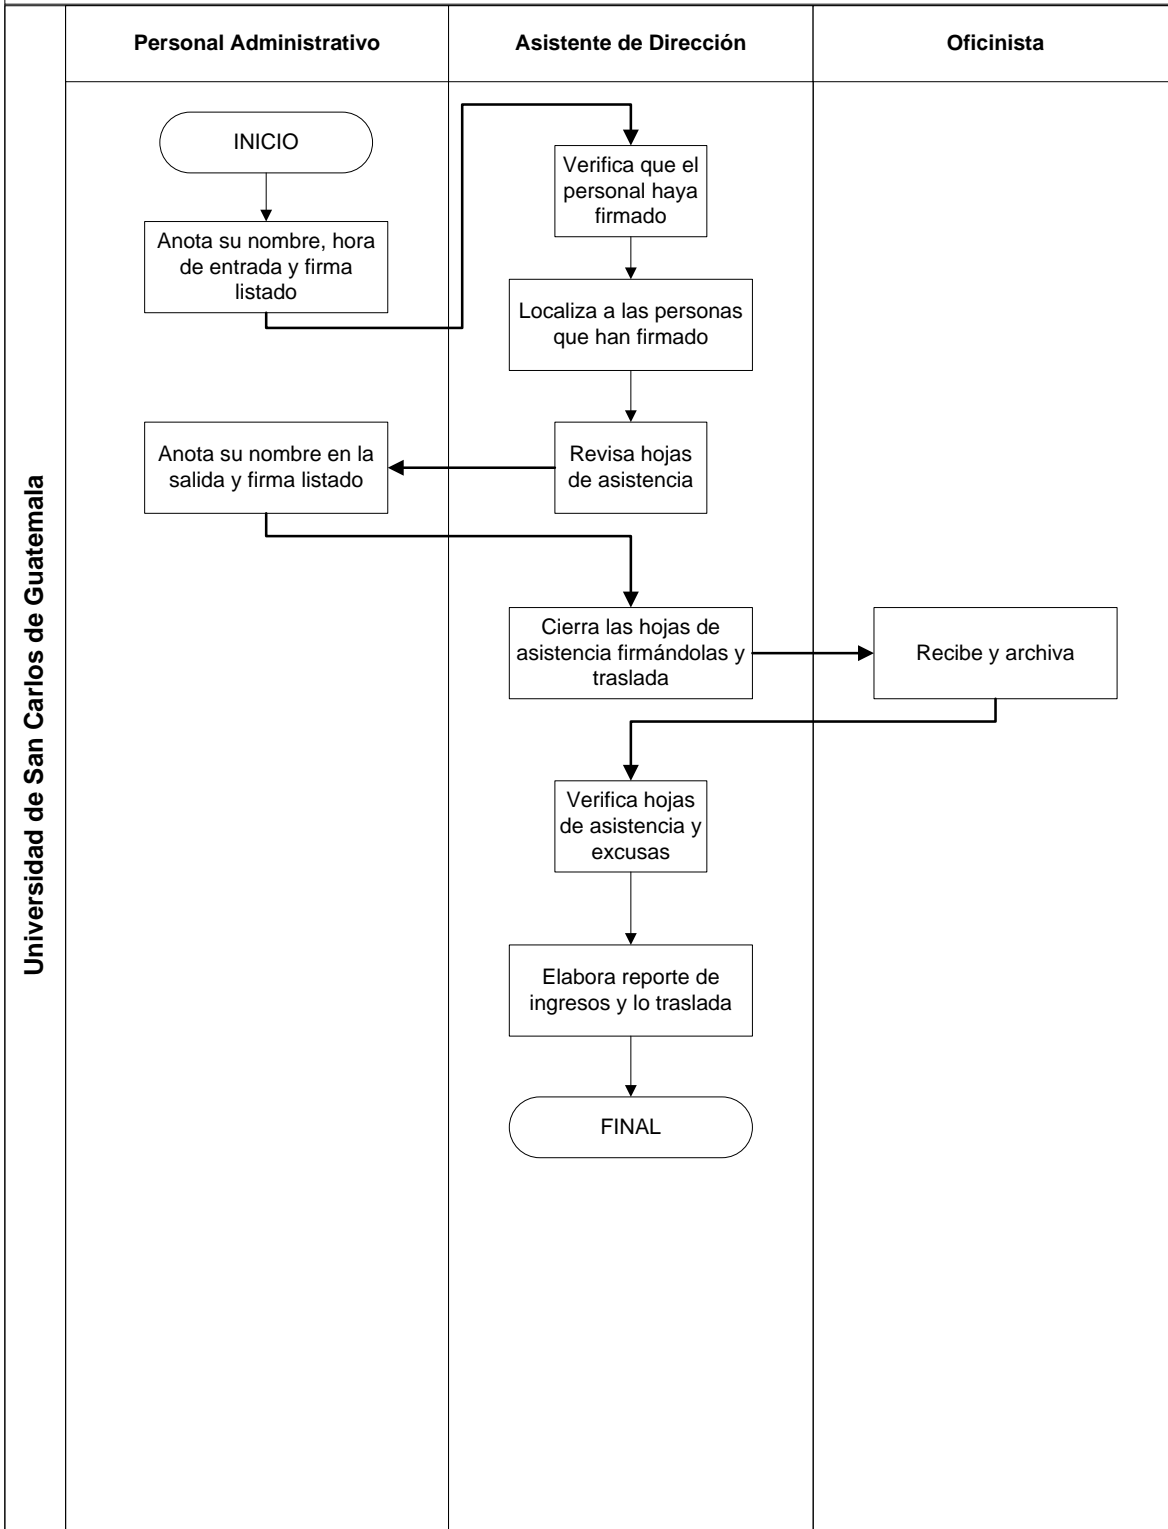 Personal Administrativo
Asistente de Dirección
Oficinista
Universidad de San Carlos de Guatemala
INICIO
Anota su nombre, hora
de entrada y firma
listado
Verifica que el
personal haya
firmado
Localiza a las personas
que han firmado
Revisa hojas
de asistencia
Anota su nombre en la
salida y firma listado
Cierra las hojas de
asistencia firmándolas y
traslada
Recibe y archiva
Verifica hojas
de asistencia y
excusas
Elabora reporte de
ingresos y lo traslada
FINAL